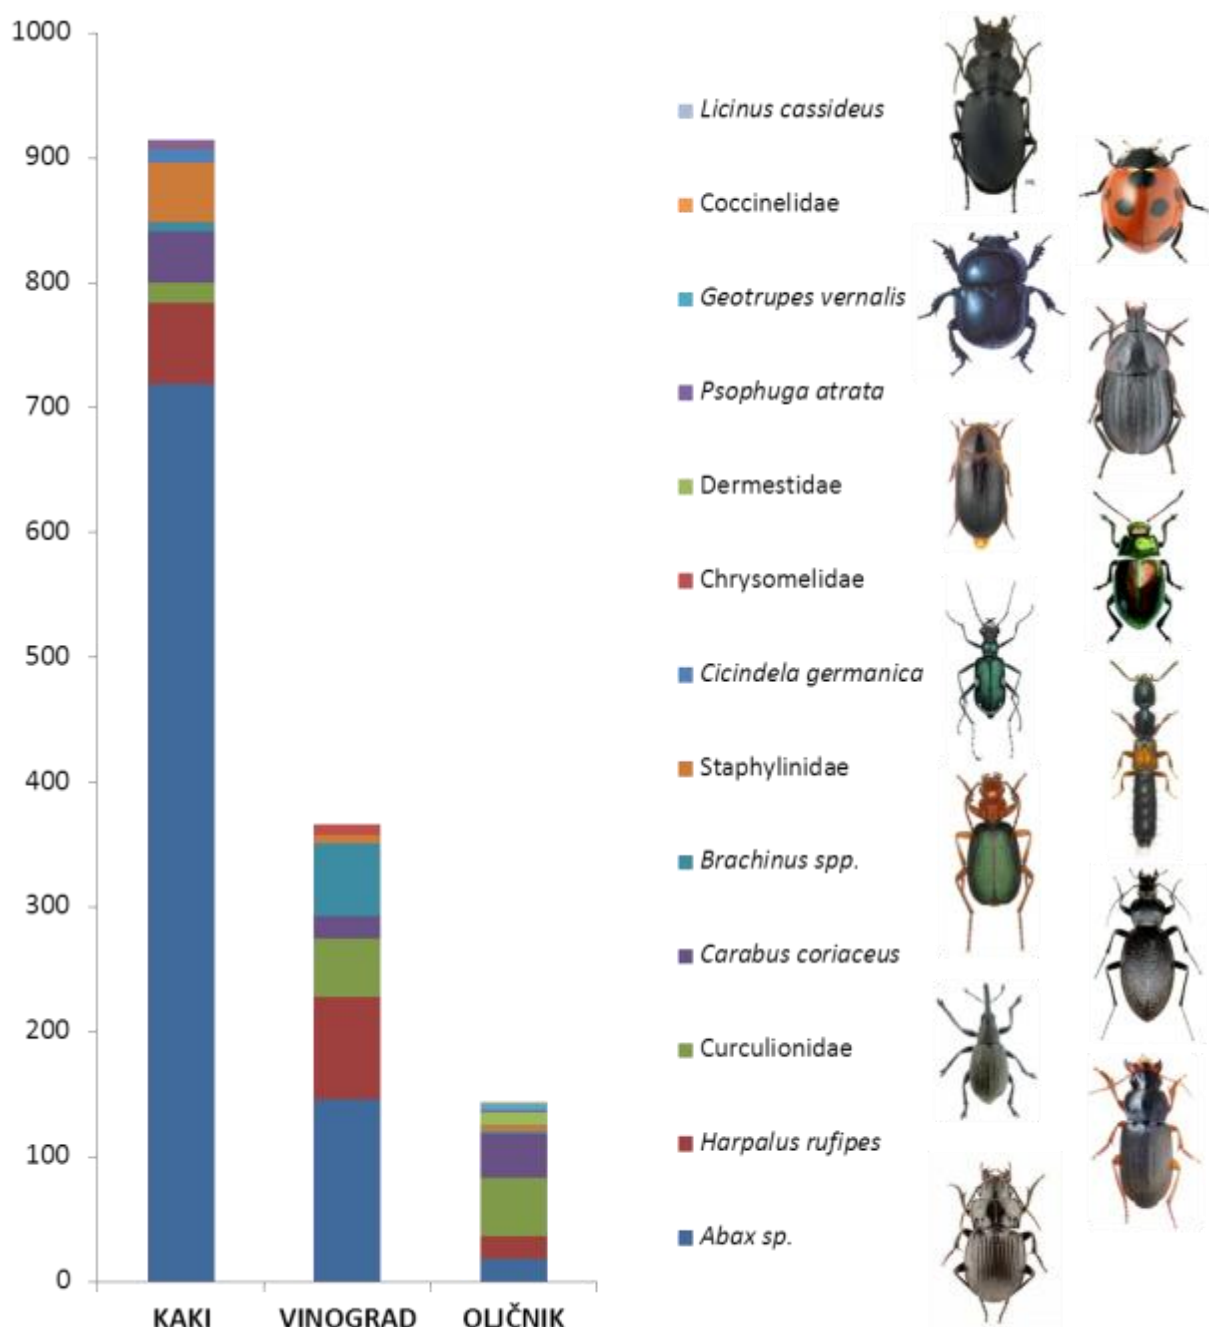 1000
900
800
700
600
500
400
300
200
100
0
KAKI
VINOGRAD
OLJČNIK
Licinus cassideus
Coccinelidae
Geotrupes vernalis
Psophuga atrata
Dermestidae
Chrysomelidae
Cicindela germanica
Staphylinidae
Brachinus spp.
Carabus coriaceus
Curculionidae
Harpalus rufipes
Abax sp.